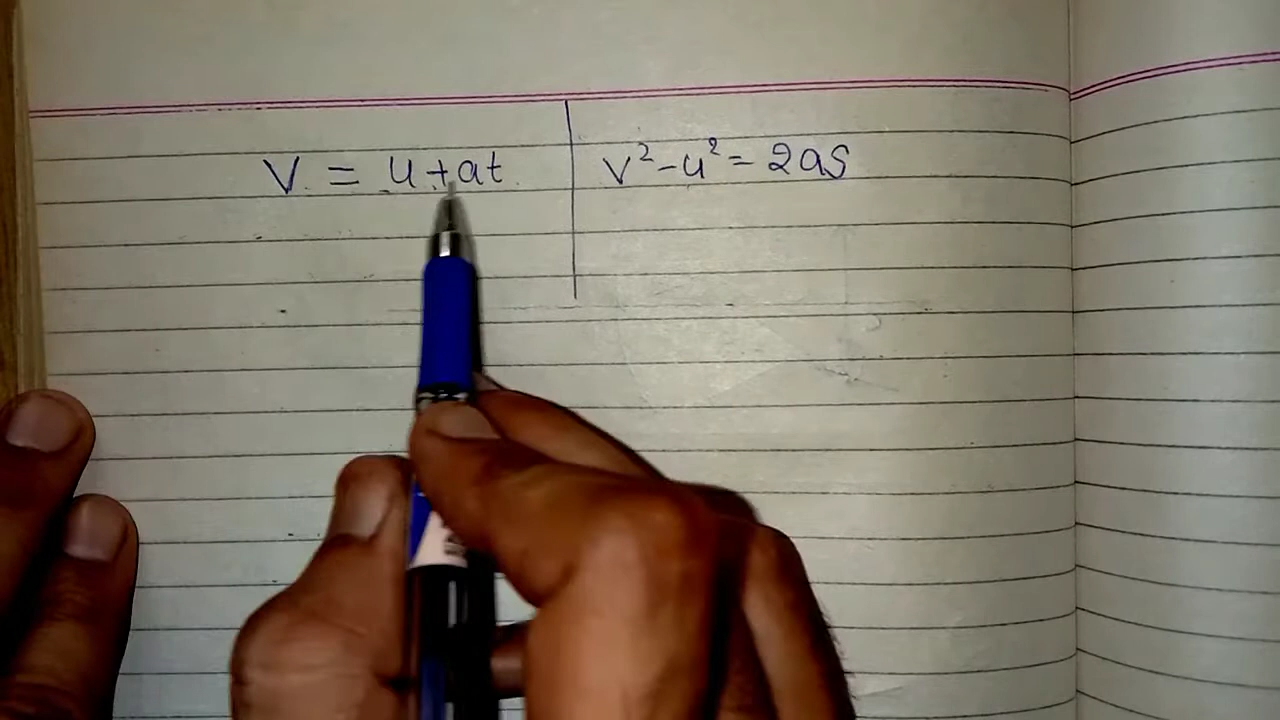 V = u+at
v²-u² = 2as